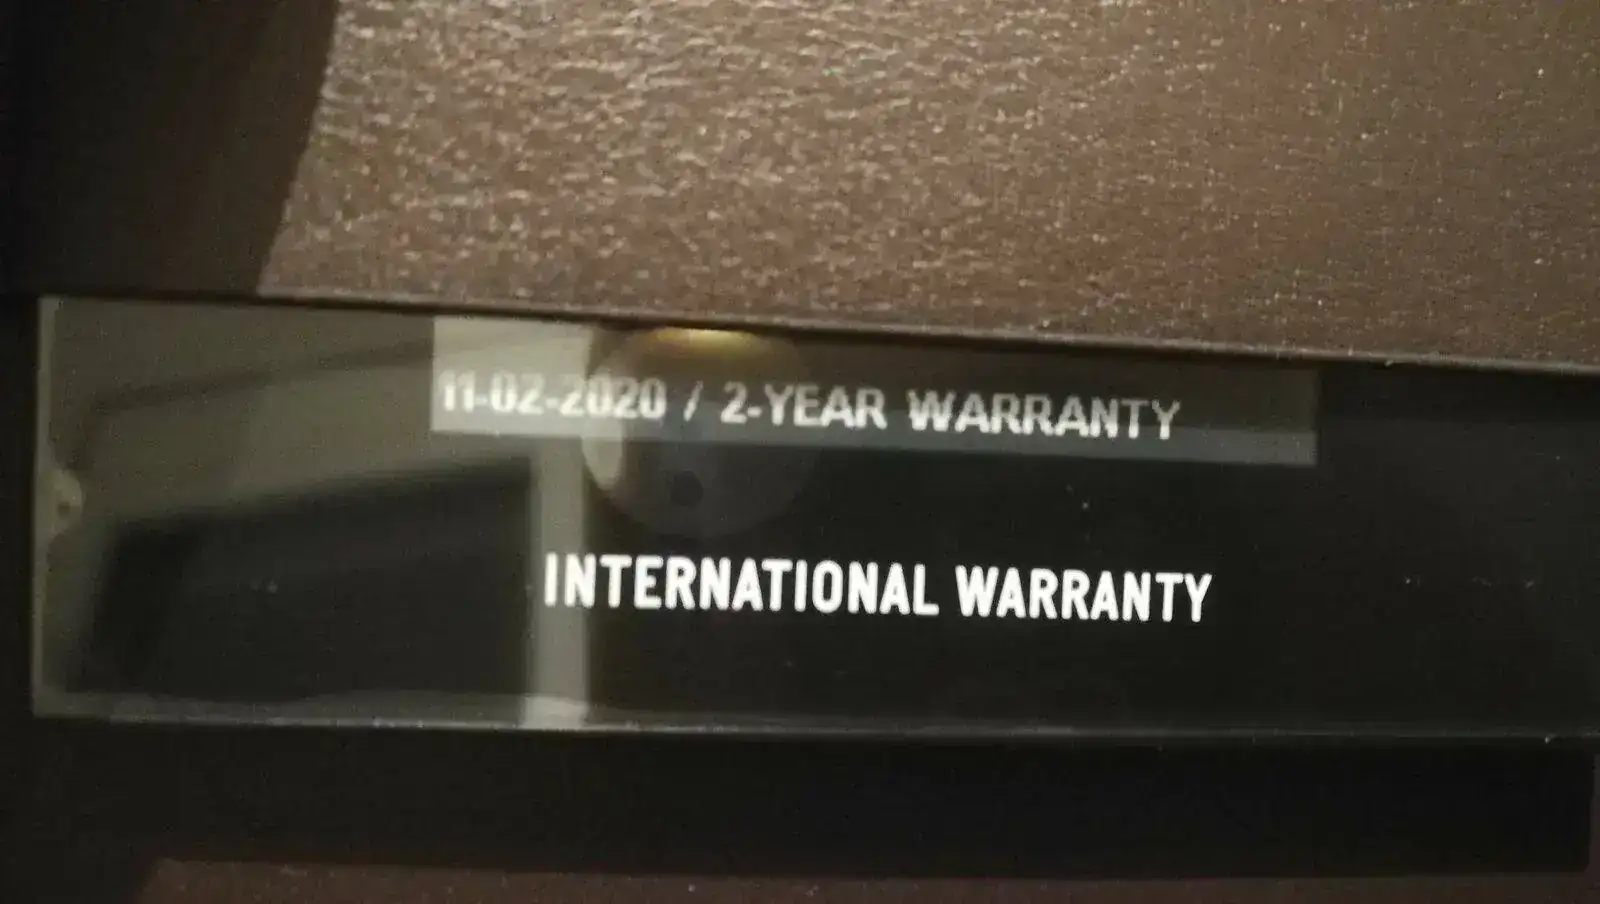 11-02-2020 / 2-YEAR WARRANTY
INTERNATIONAL WARRANTY